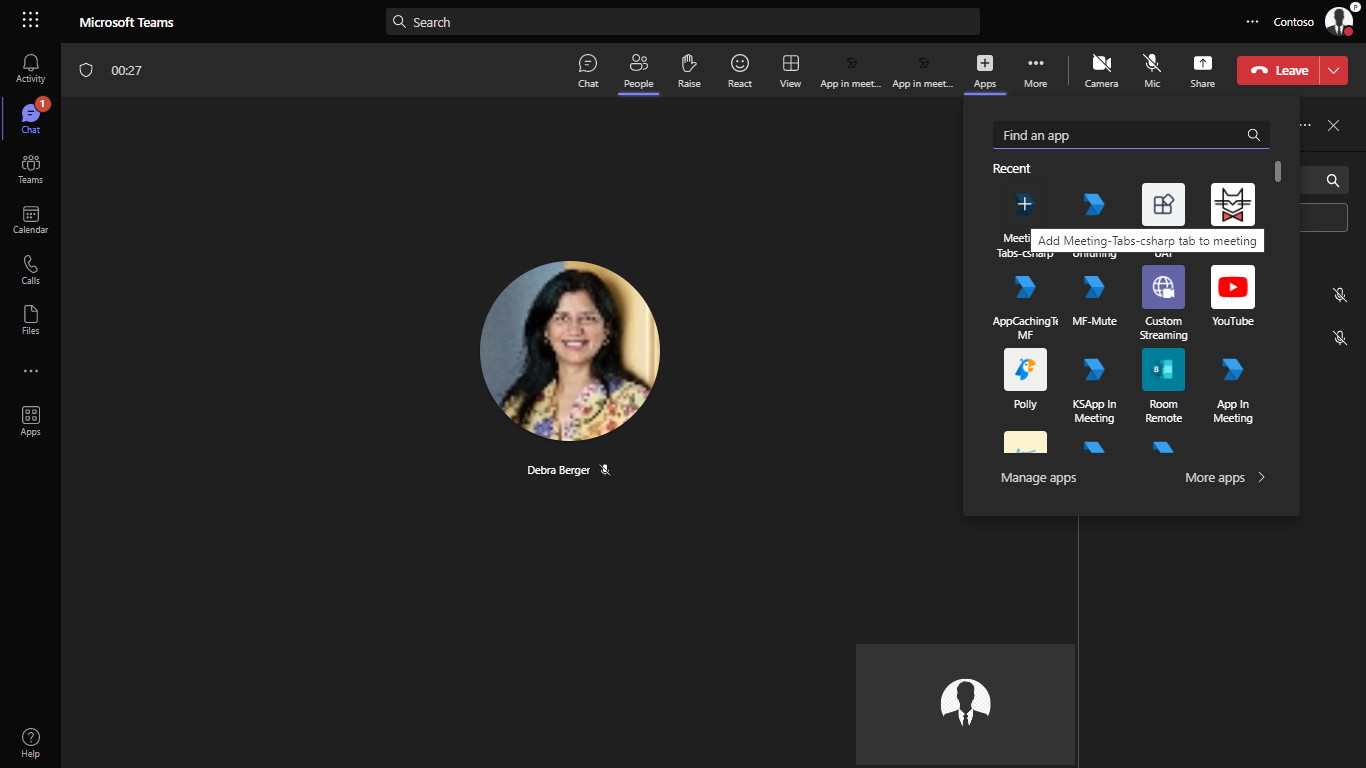 Microsoft Teams
Search
Contoso
P
Activity
1
Chat
Teams
Calendar
Calls
Files
Apps
Help
00:27
Chat
People
Raise
React
View
App in meet...
App in meet...
Apps
More
Camera
Mic
Share
Leave
Debra Berger
Find an app
Recent
Add Meeting-Tabs-csharp tab to meeting
Tabs-csharp
AppCachingTe
MF
MF-Mute
Custom
Streaming
YouTube
Polly
KSApp In
Meeting
Room
Remote
App In
Meeting
Manage apps
More apps